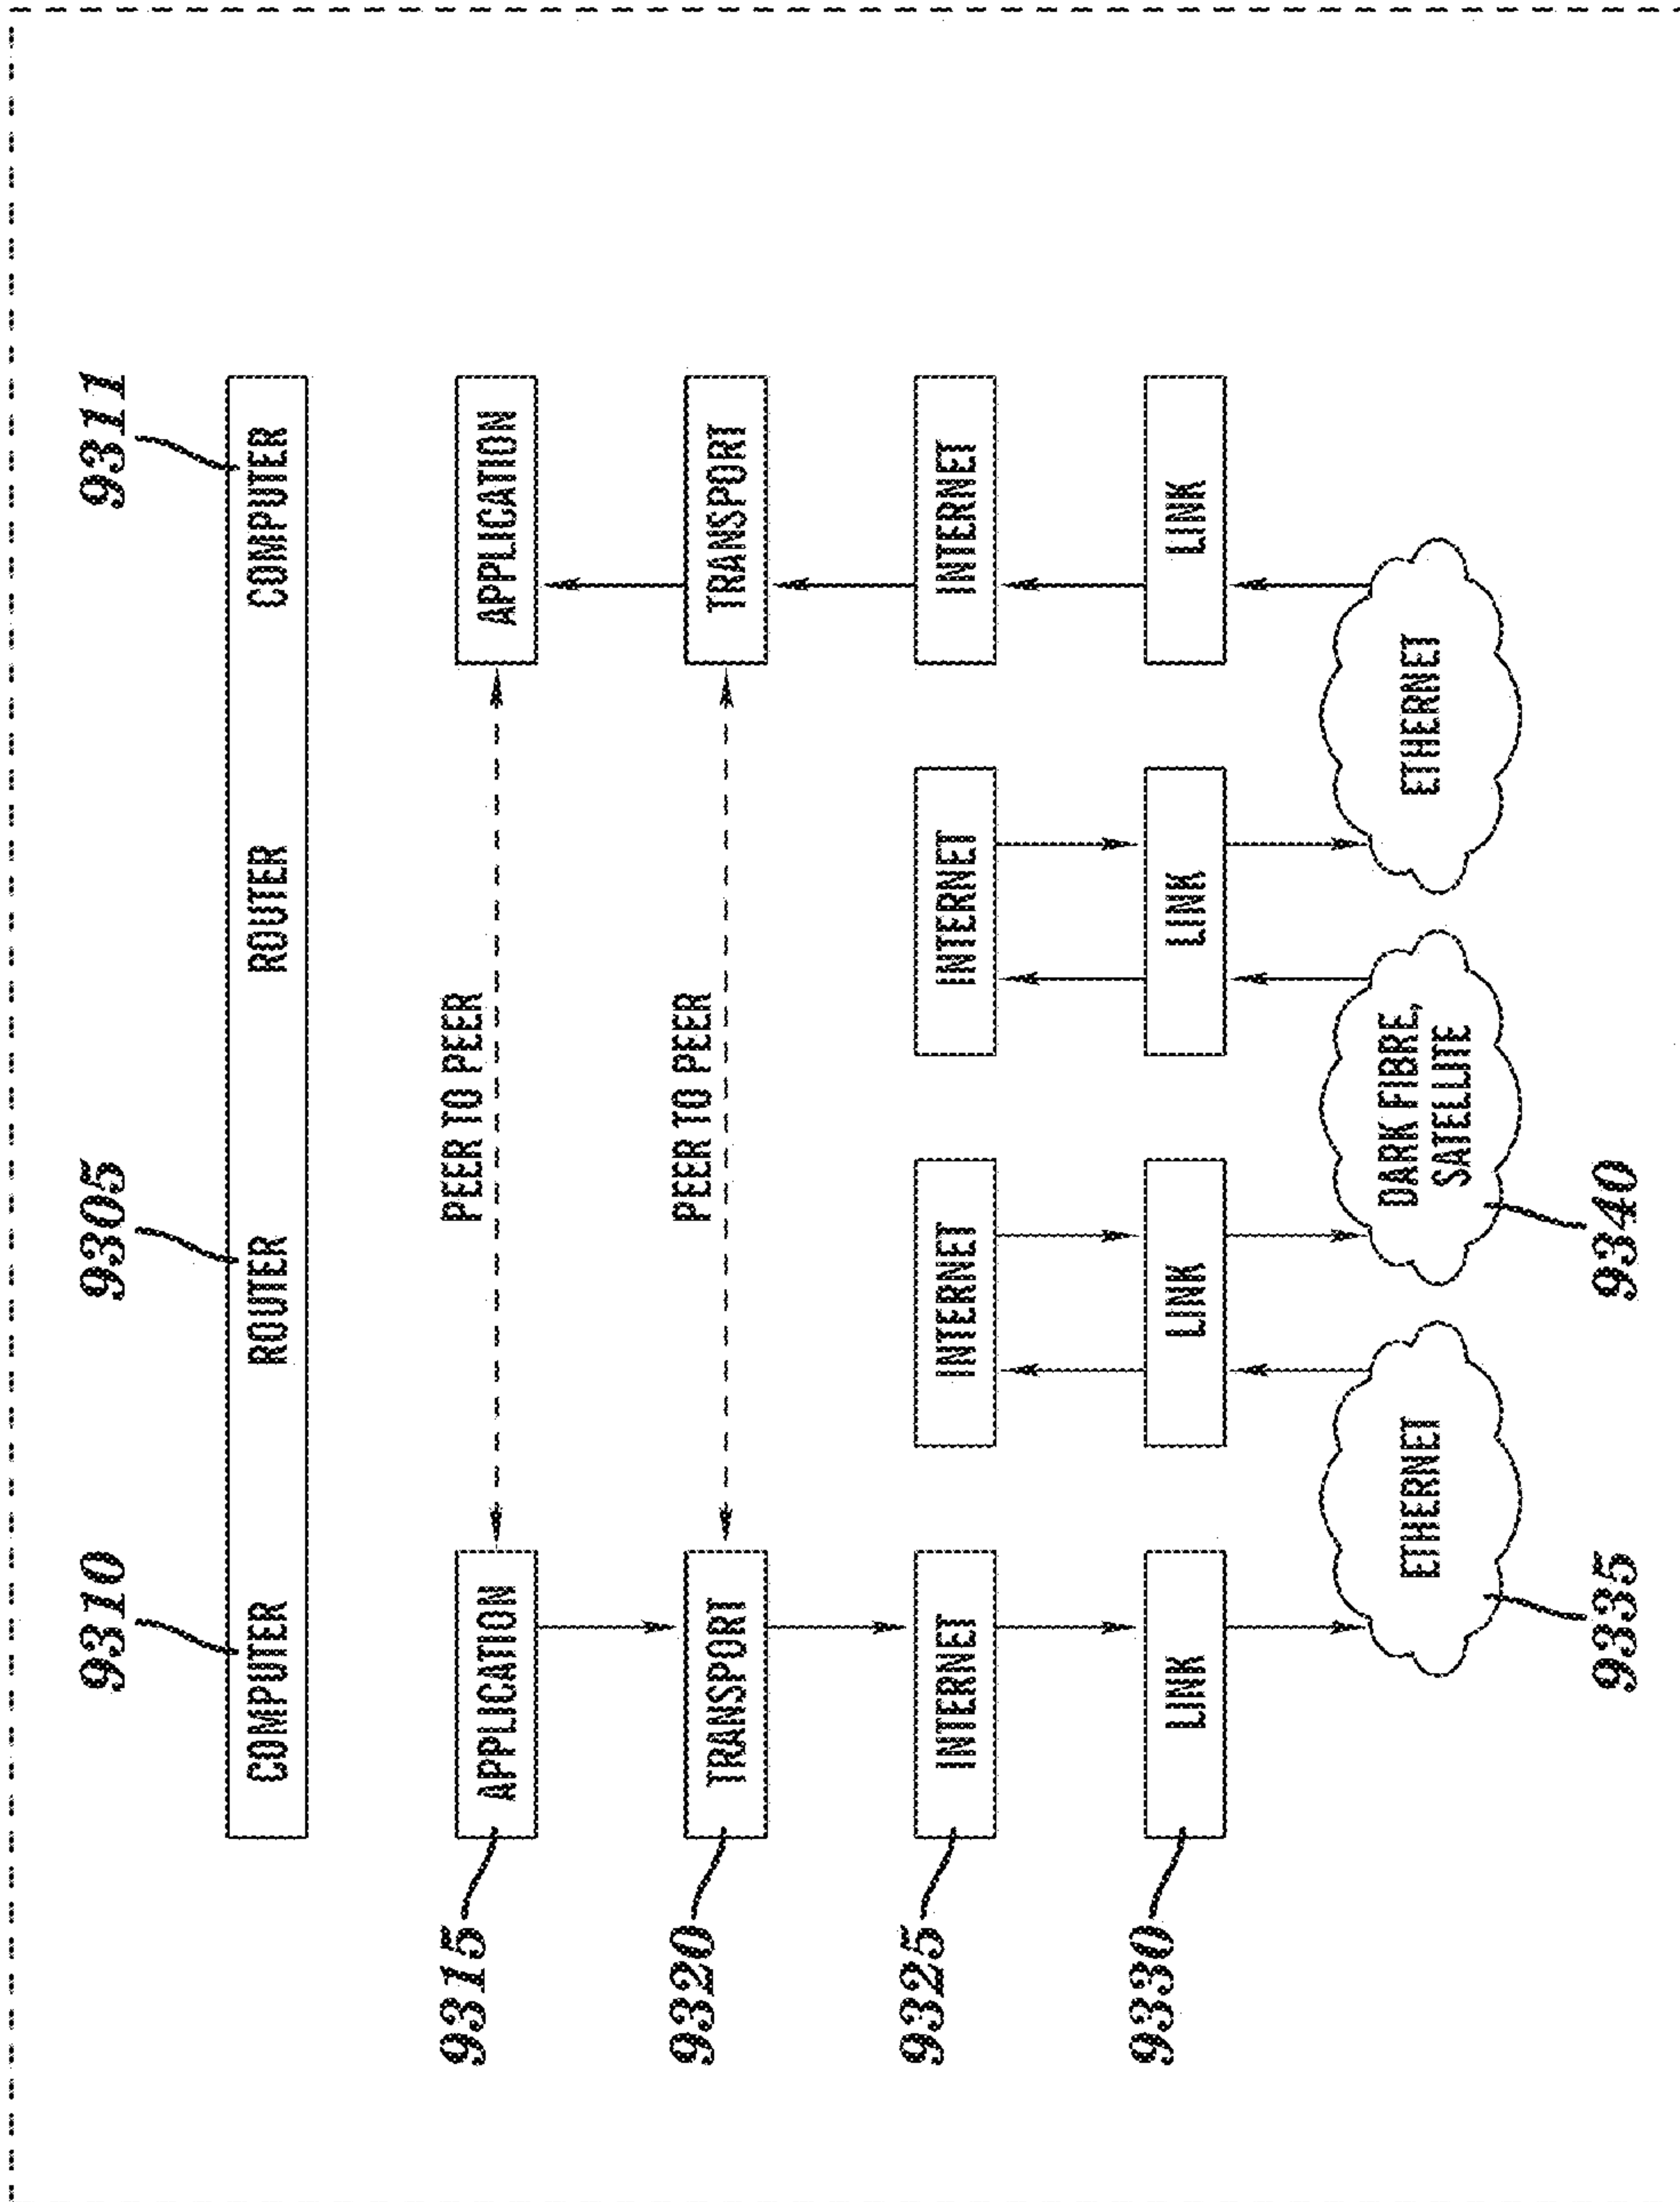 9310
9305
9311
COMPUTER
ROUTER
ROUTER
COMPUTER
9315
APPLICATION
PEER TO PEER
APPLICATION
9320
TRANSPORT
PEER TO PEER
TRANSPORT
9325
INTERNET
INTERNET
INTERNET
INTERNET
9330
LINK
LINK
LINK
LINK
ETHERNET
DARK FIBRE,
SATELLITE
ETHERNET
9335
9340